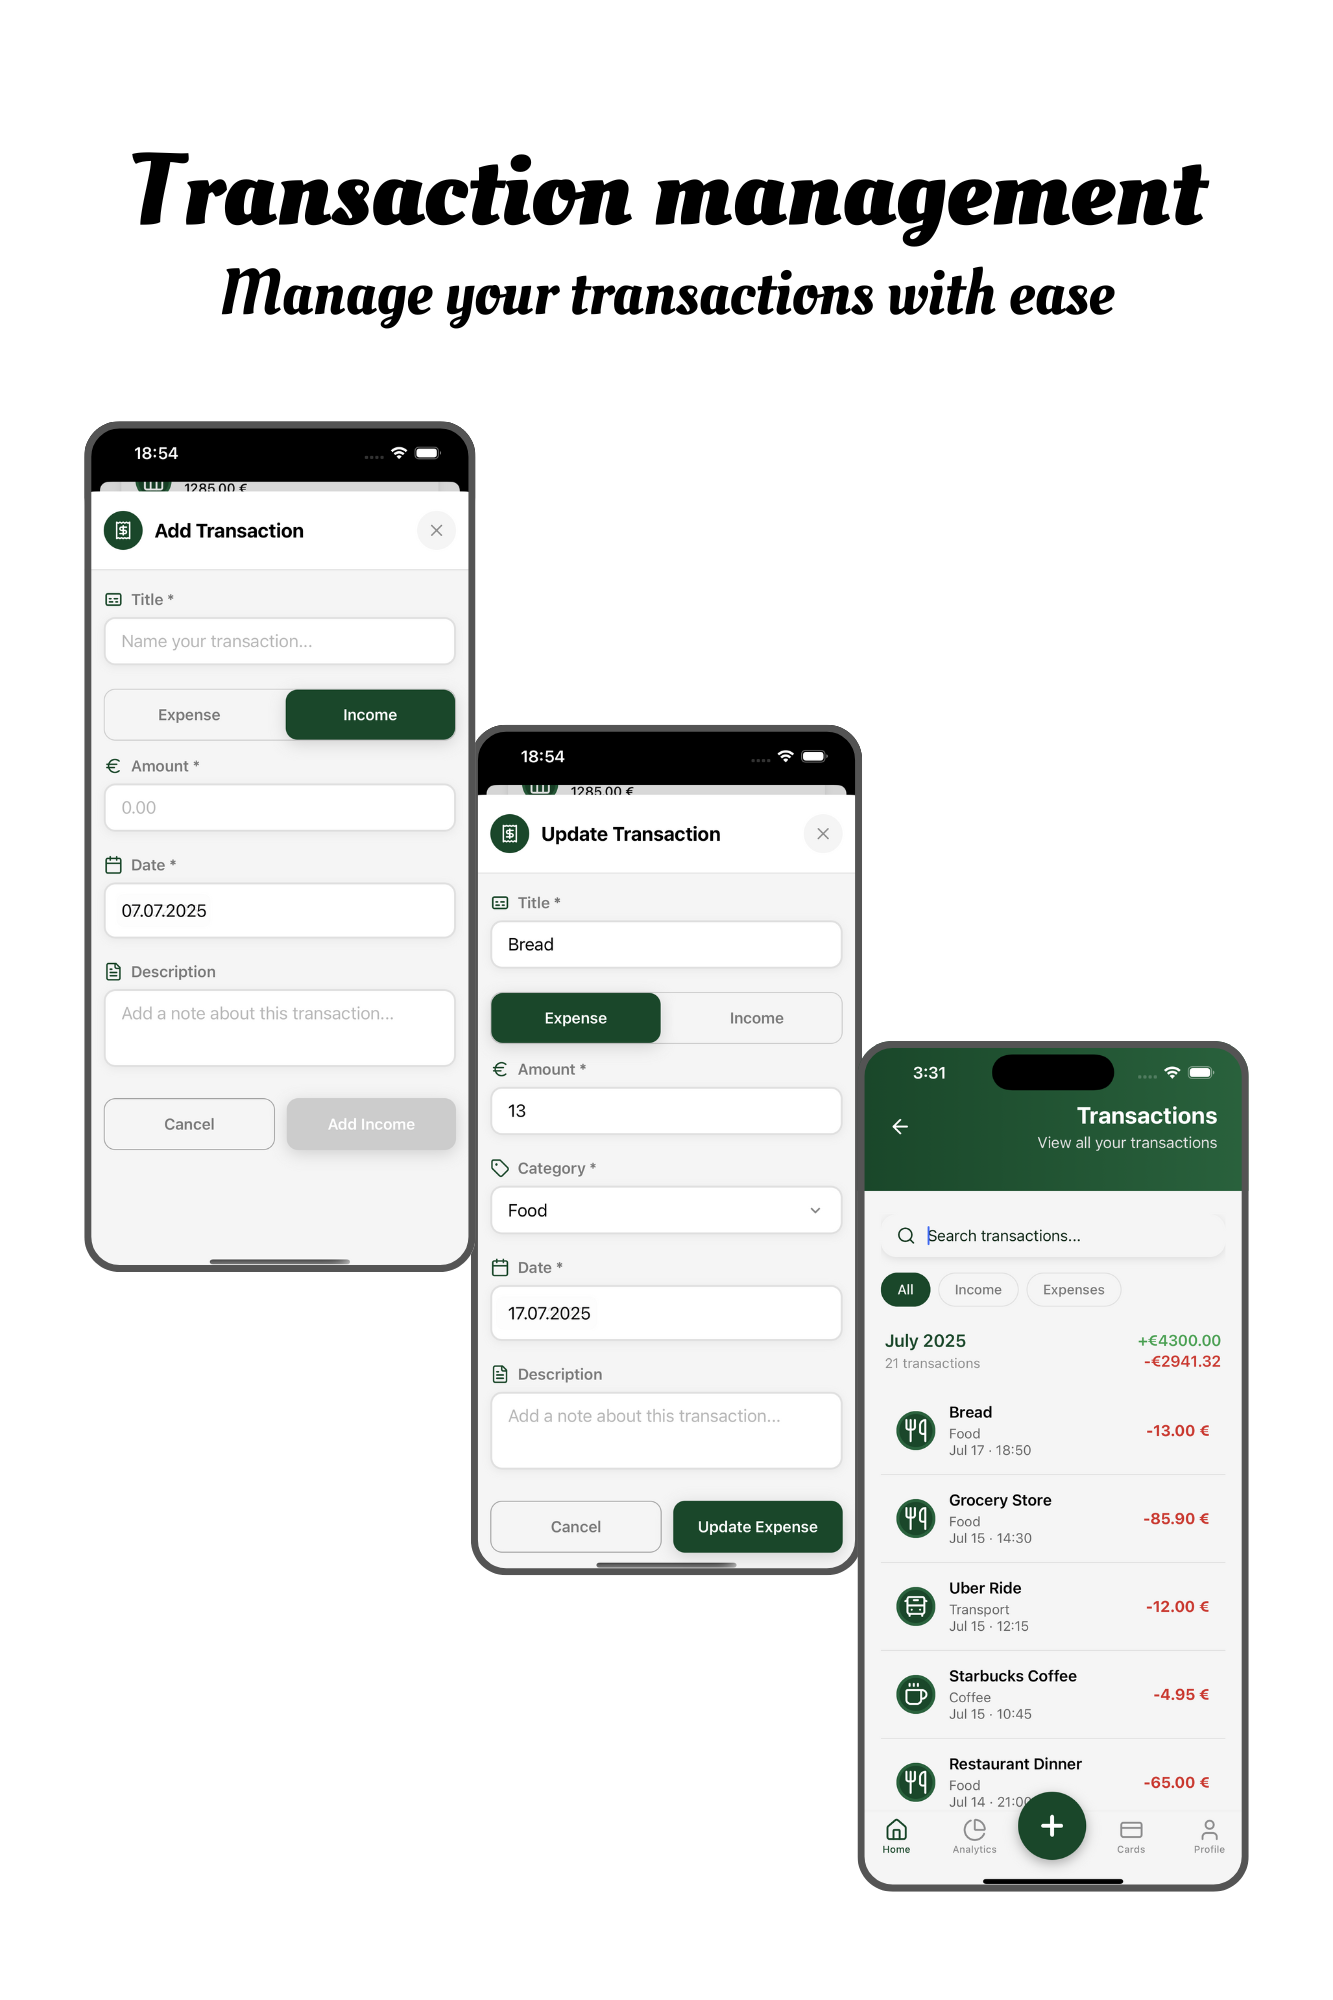 Transaction management
Manage your transactions with ease
18:54
1285.00 €
Add Transaction
Title *
Name your transaction...
Expense
Income
Amount *
0.00
Date *
07.07.2025
Description
Add a note about this transaction...
Cancel
Add Income
18:54
1285.00 €
Update Transaction
Title *
Bread
Expense
Income
Amount *
13
Category *
Food
Date *
17.07.2025
Description
Add a note about this transaction...
Cancel
Update Expense
3:31
Transactions
View all your transactions
Search transactions...
All
Income
Expenses
July 2025
+€4300.00
21 transactions
-€2941.32
Bread
Food
Jul 17 · 18:50
-13.00 €
Grocery Store
Food
Jul 15 · 14:30
-85.90 €
Uber Ride
Transport
Jul 15 · 12:15
-12.00 €
Starbucks Coffee
Coffee
Jul 15 · 10:45
-4.95 €
Restaurant Dinner
Food
Jul 14 · 21:00
-65.00 €
Home
Analytics
Cards
Profile